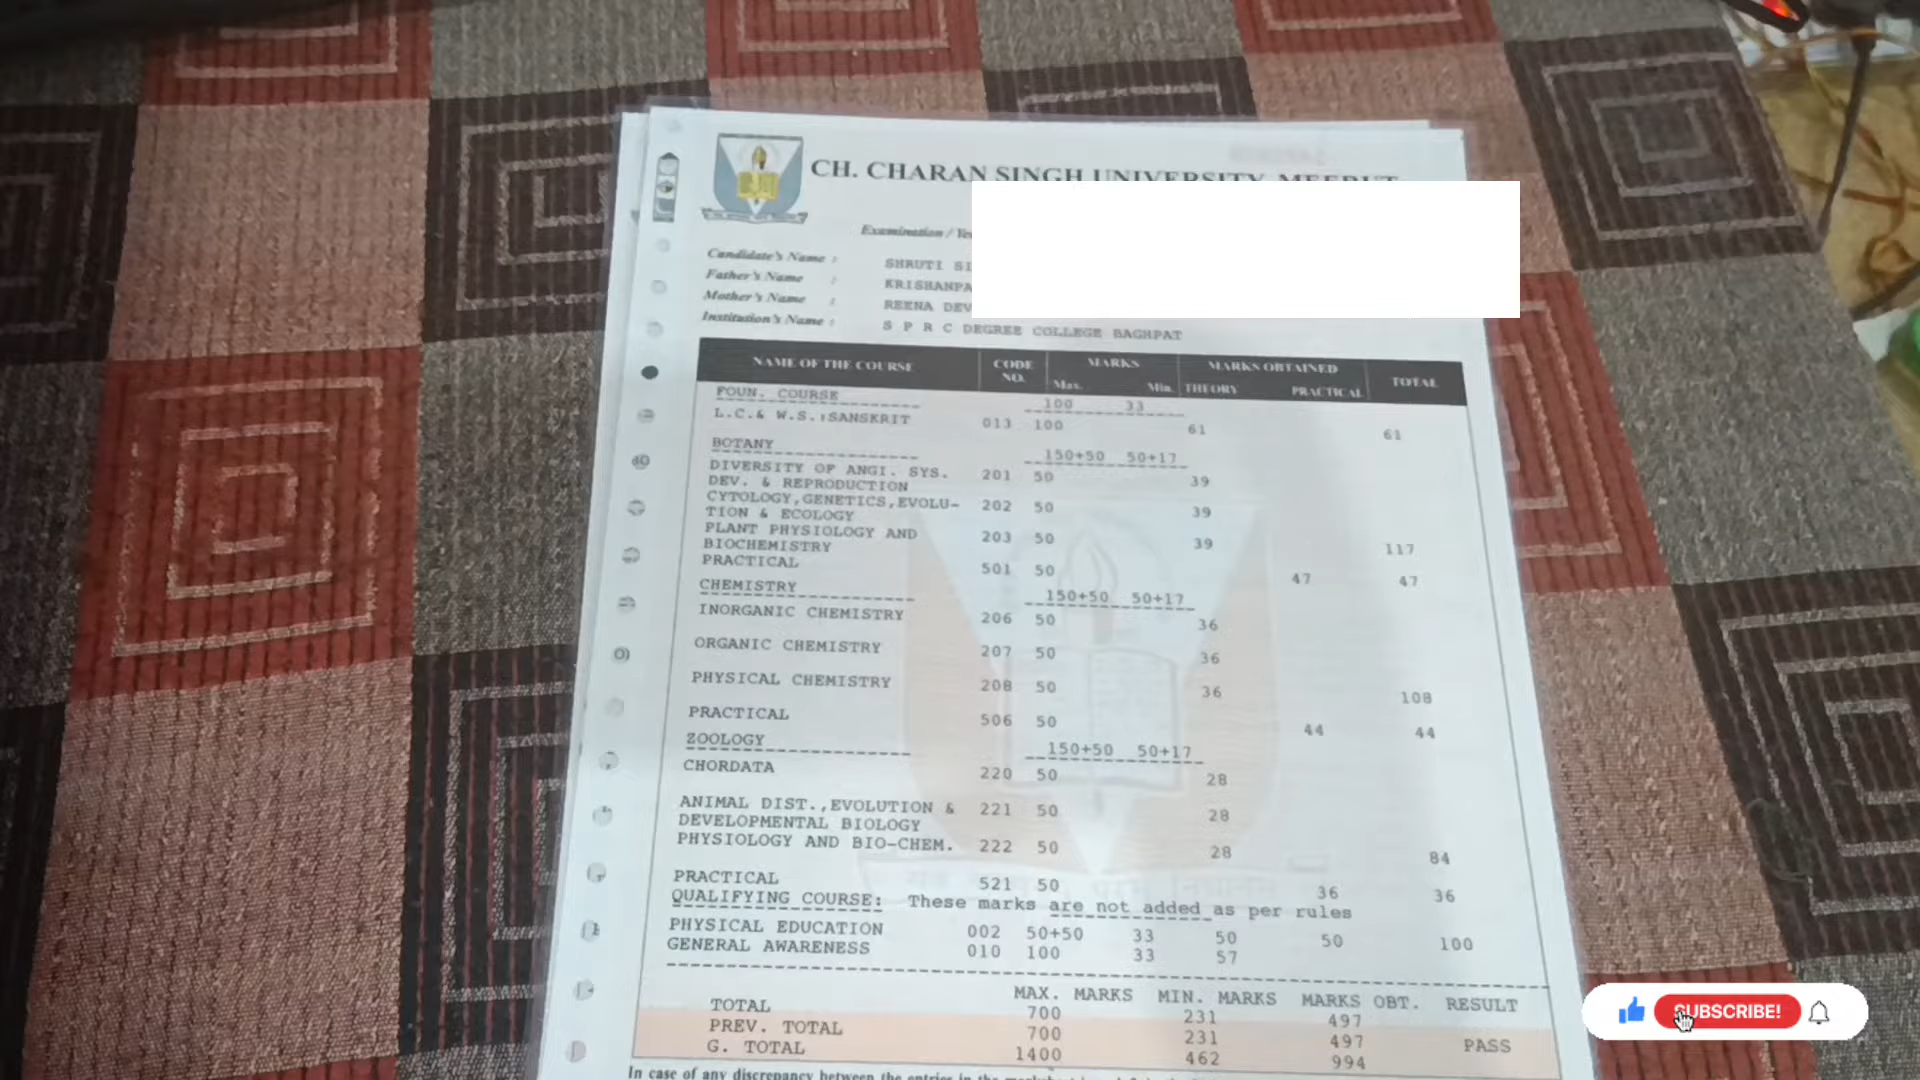 CH. CHARAN SINGH UNIVERSITY, MEERUT
Examination /
Candidate's Name : SHRUTI
Father's Name : KRISHANPA
Mother's Name : REENA DEV
Institution's Name : S P R C DEGREE COLLEGE BAGHPAT
NAME OF THE COURSE CODE NO. MARKS Max. Min. MARKS OBTAINED THEORY PRACTICAL TOTAL
FOUN. COURSE 100 33
L.C.& W.S.:SANSKRIT 013 100 61 61
BOTANY 150+50 50+17
DIVERSITY OF ANGI. SYS. 201 50 39
DEV. & REPRODUCTION
CYTOLOGY,GENETICS,EVOLU- 202 50 39
TION & ECOLOGY
PLANT PHYSIOLOGY AND 203 50 39 117
BIOCHEMISTRY
PRACTICAL 501 50 47 47
CHEMISTRY 150+50 50+17
INORGANIC CHEMISTRY 206 50 36
ORGANIC CHEMISTRY 207 50 36
PHYSICAL CHEMISTRY 208 50 36 108
PRACTICAL 506 50 44 44
ZOOLOGY 150+50 50+17
CHORDATA 220 50 28
ANIMAL DIST.,EVOLUTION & 221 50 28
DEVELOPMENTAL BIOLOGY
PHYSIOLOGY AND BIO-CHEM. 222 50 28 84
PRACTICAL 521 50 36 36
QUALIFYING COURSE: These marks are not added as per rules
PHYSICAL EDUCATION 002 50+50 33 50 50 100
GENERAL AWARENESS 010 100 33 57
MAX. MARKS MIN. MARKS MARKS OBT. RESULT
TOTAL 700 231 497
PREV. TOTAL 700 231 497 PASS
G. TOTAL 1400 462 994
In case of any discrepancy between the entries in the
SUBSCRIBE!